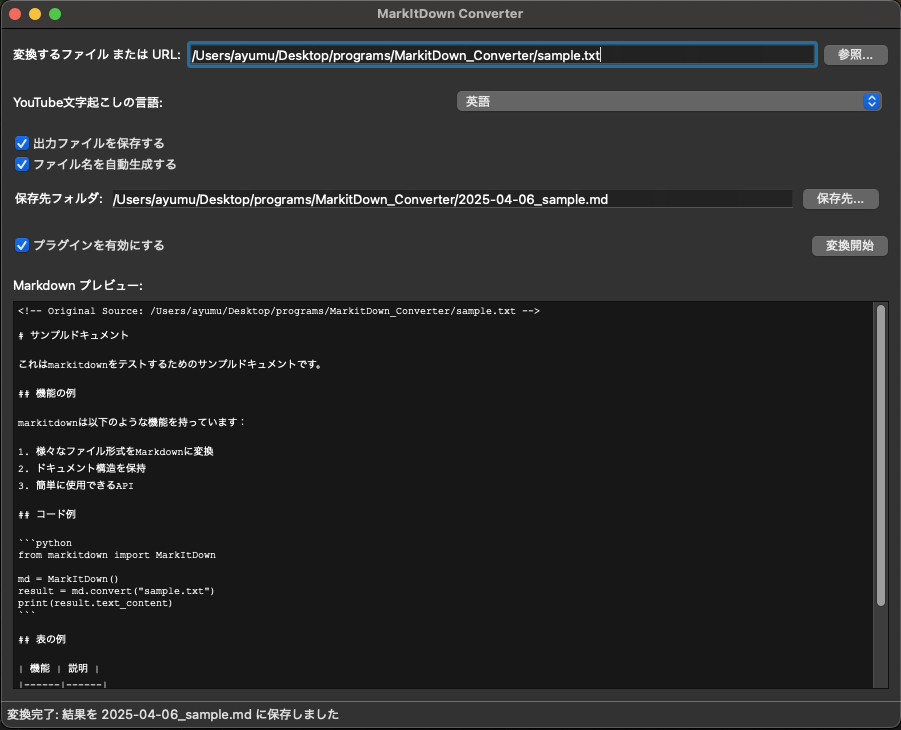 MarkItDown Converter
変換するファイル または URL: /Users/ayumu/Desktop/programs/MarkitDown_Converter/sample.txt 参照...
YouTube文字起こしの言語: 英語
出力ファイルを保存する
ファイル名を自動生成する
保存先フォルダ: /Users/ayumu/Desktop/programs/MarkitDown_Converter/2025-04-06_sample.md 保存先...
プラグインを有効にする 変換開始
Markdown プレビュー:
<!-- Original Source: /Users/ayumu/Desktop/programs/MarkitDown_Converter/sample.txt -->
# サンプルドキュメント
これはmarkitdownをテストするためのサンプルドキュメントです。
## 機能の例
markitdownは以下のような機能を持っています：
1. 様々なファイル形式をMarkdownに変換
2. ドキュメント構造を保持
3. 簡単に使用できるAPI
## コード例
```python
from markitdown import MarkItDown
md = MarkItDown()
result = md.convert("sample.txt")
print(result.text_content)
```
## 表の例
| 機能 | 説明 |
|------|------|
変換完了: 結果を 2025-04-06_sample.md に保存しました